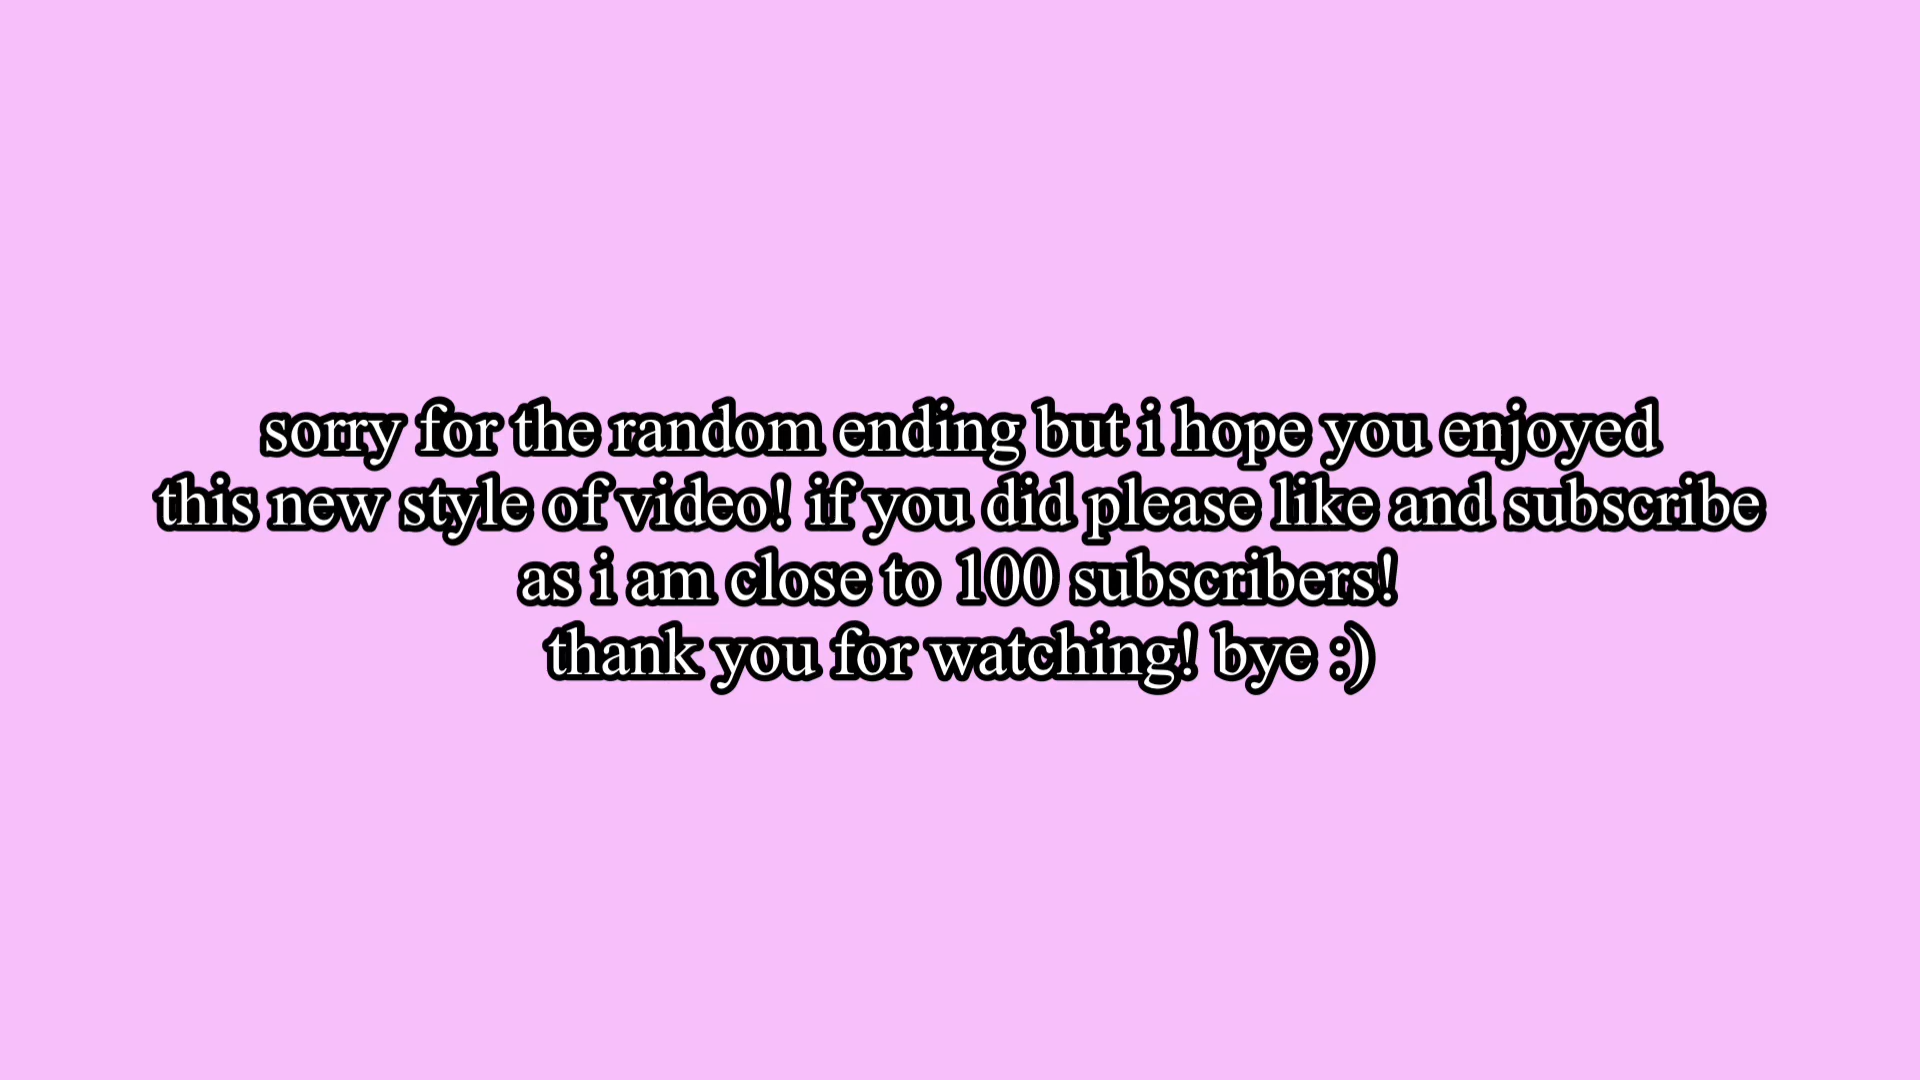 sorry for the random ending but i hope you enjoyed
this new style of video! if you did please like and subscribe
as i am close to 100 subscribers!
thank you for watching! bye :)